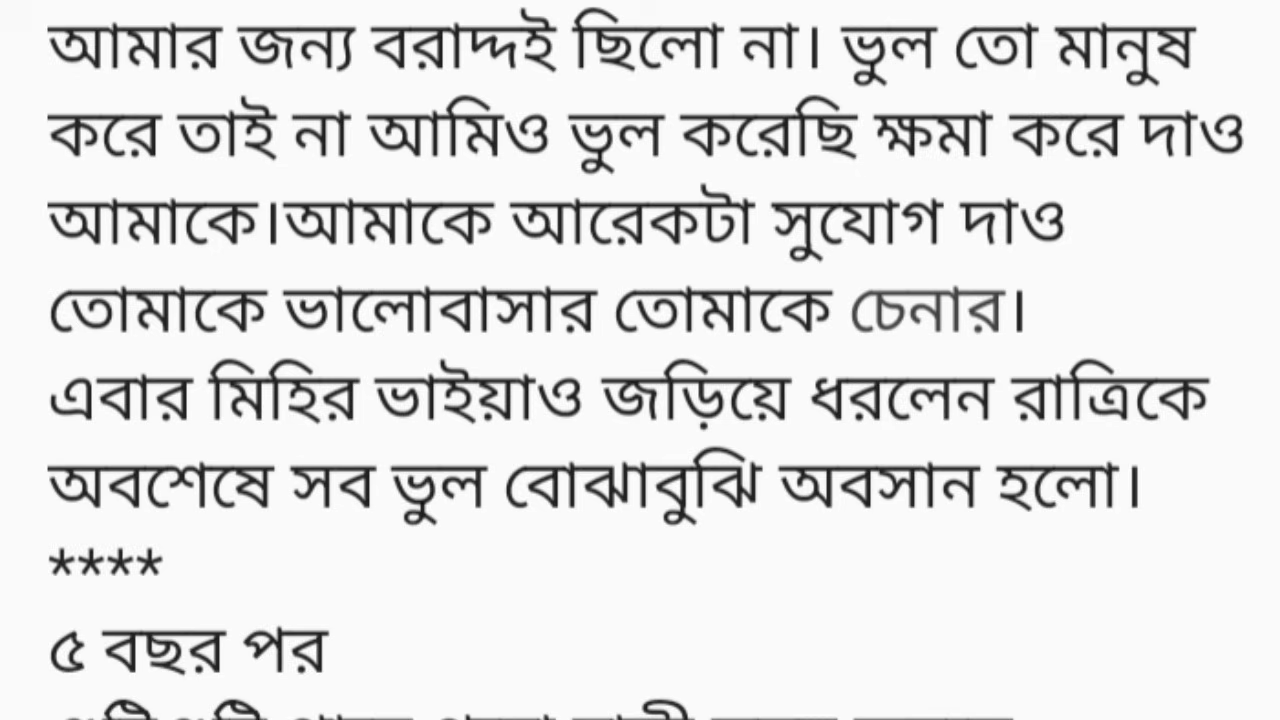 আমার জন্য বরাদ্দই ছিলো না। ভুল তো মানুষ
করে তাই না আমিও ভুল করেছি ক্ষমা করে দাও
আমাকে।আমাকে আরেকটা সুযোগ দাও
তোমাকে ভালোবাসার তোমাকে চেনার।
এবার মিহির ভাইয়াও জড়িয়ে ধরলেন রাত্রিকে
অবশেষে সব ভুল বোঝাবুঝি অবসান হলো।
****
৫ বছর পর